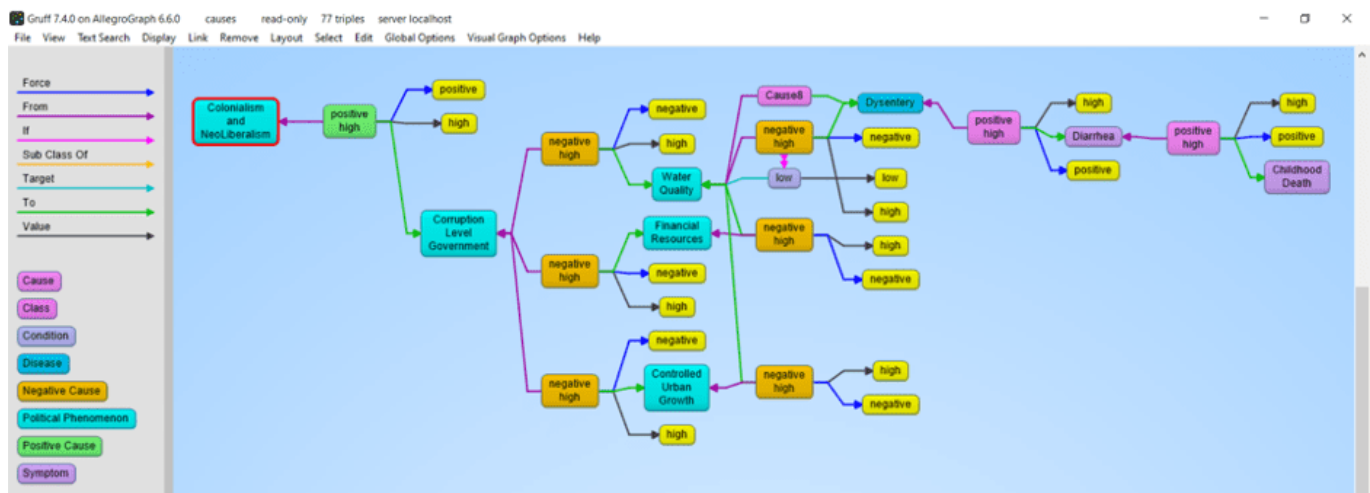 Gruff 7.4.0 on AllegroGraph 6.6.0 causes read-only 77 triples server localhost
File View Text Search Display Link Remove Layout Select Edit Global Options Visual Graph Options Help
Force
From
If
Sub Class Of
Target
To
Value
Cause
Class
Condition
Disease
Negative Cause
Political Phenomenon
Positive Cause
Symptom
Colonialism
and
NeoLiberalism
positive
high
positive
high
Corruption
Level
Government
negative
high
negative
high
Water
Quality
negative
high
Financial
Resources
negative
high
negative
high
negative
Controlled
Urban
Growth
high
Cause8
negative
high
low
Dysentery
negative
low
high
negative
high
high
negative
negative
high
high
negative
positive
high
high
Diarrhea
positive
positive
high
high
positive
Childhood
Death